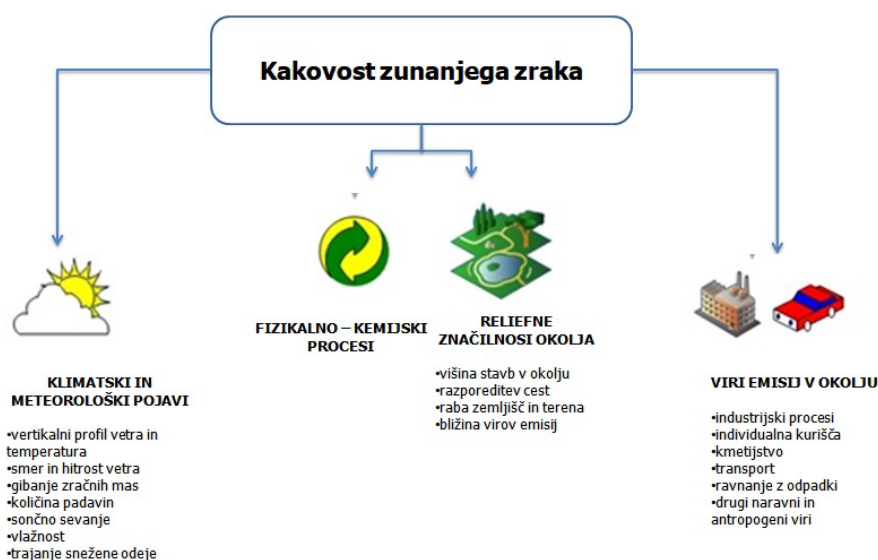 Kakovost zunanjega zraka
KLIMATSKI IN
METEOROLOŠKI POJAVI
•vertikalni profil vetra in
temperatura
•smer in hitrost vetra
•gibanje zračnih mas
•količina padavin
•sončno sevanje
•vlažnost
•trajanje snežene odeje
FIZIKALNO – KEMIJSKI
PROCESI
RELIEFNE
ZNAČILNOSI OKOLJA
•višina stavb v okolju
•razporeditev cest
•raba zemljišč in terena
•bližina virov emisij
VIRI EMISIJ V OKOLJU
•industrijski procesi
•individualna kurišča
•kmetijstvo
•transport
•ravnanje z odpadki
•drugi naravni in
antropogeni viri